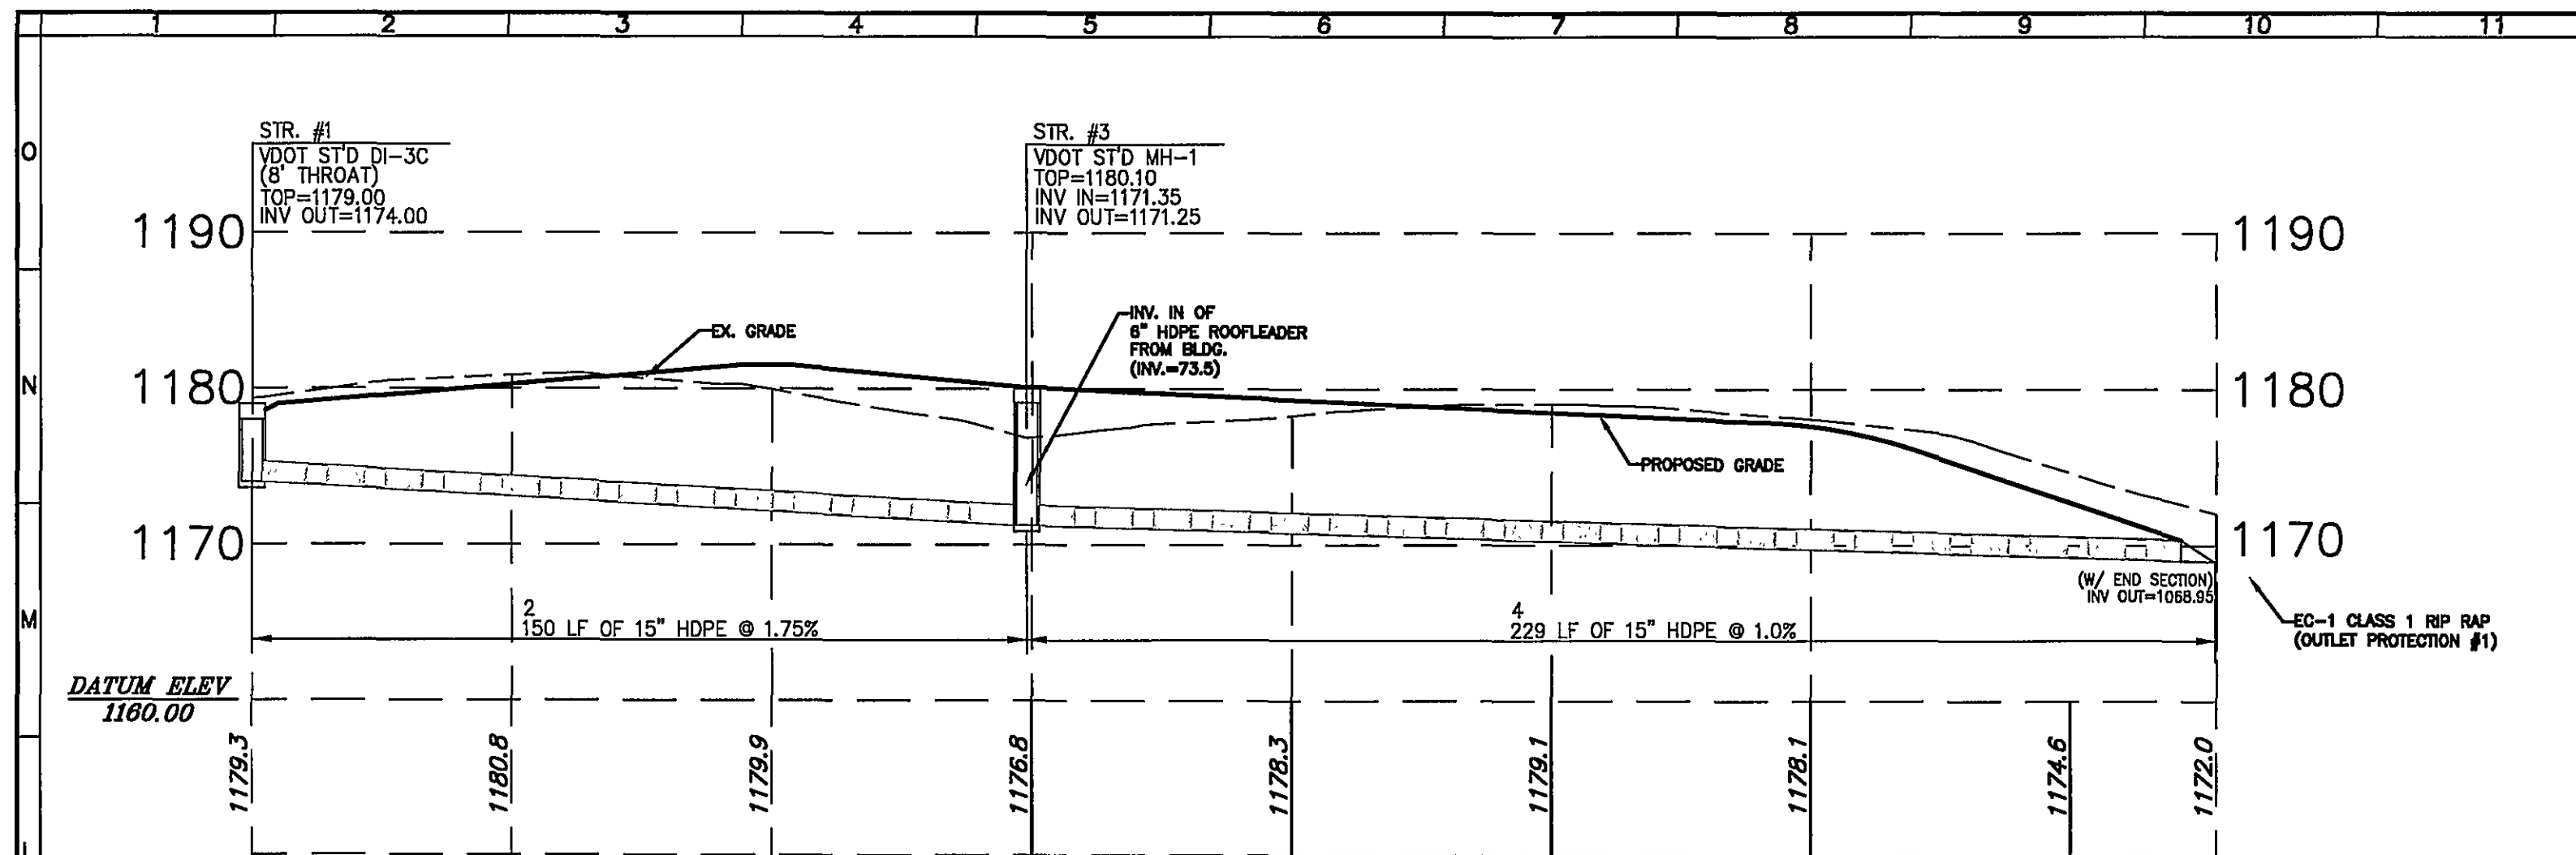 1 2 3 4 5 6 7 8 9 10 11
O
N
M
STR. #1
VDOT ST'D DI-3C
(8' THROAT)
TOP=1179.00
INV OUT=1174.00
STR. #3
VDOT ST'D MH-1
TOP=1180.10
INV IN=1171.35
INV OUT=1171.25
1190 1190
INV. IN OF
6" HDPE ROOFLEADER
FROM BLDG.
(INV.=73.5)
EX. GRADE
1180 1180
PROPOSED GRADE
1170 1170
(W/ END SECTION)
INV OUT=1068.95
2
150 LF OF 15" HDPE @ 1.75%
4
229 LF OF 15" HDPE @ 1.0%
EC-1 CLASS 1 RIP RAP
(OUTLET PROTECTION #1)
DATUM ELEV
1160.00
1179.3 1180.8 1179.9 1176.8 1178.3 1179.1 1178.1 1174.6 1172.0